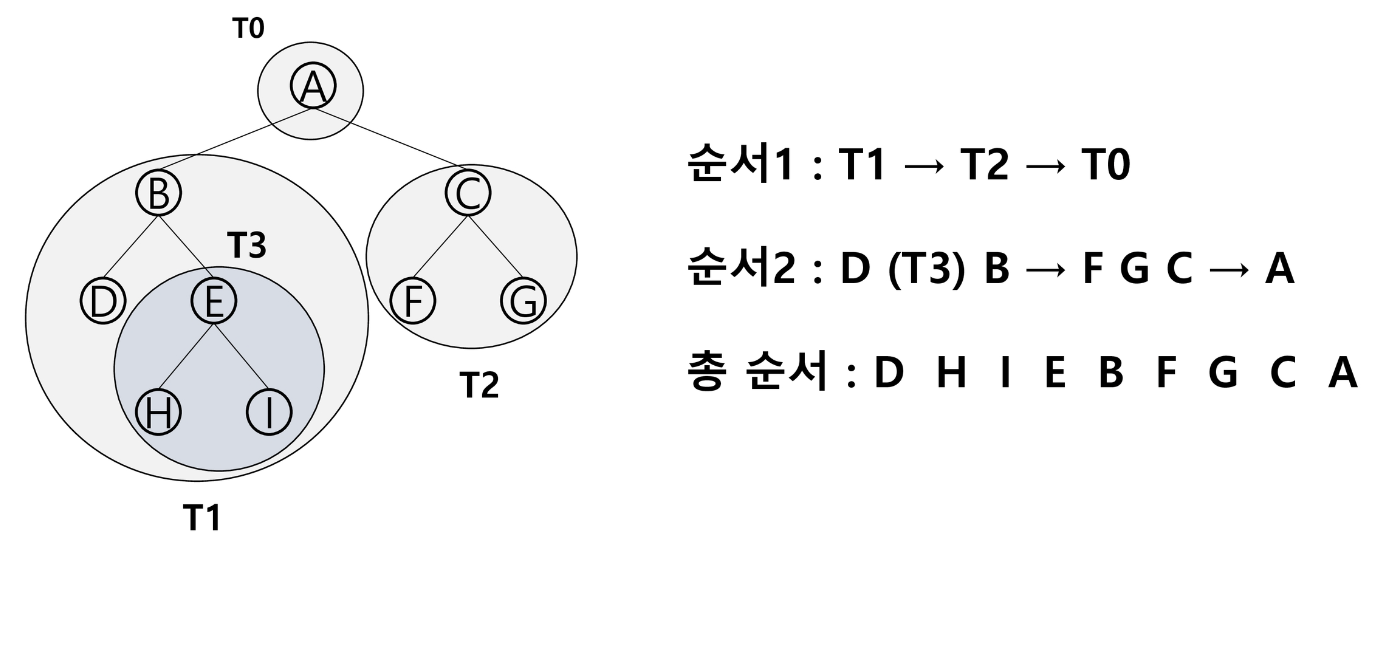 T0
A
B
C
T3
D
E
F
G
H
I
T2
T1
순서1 : T1 → T2 → T0
순서2 : D (T3) B → F G C → A
총 순서 : D H I E B F G C A